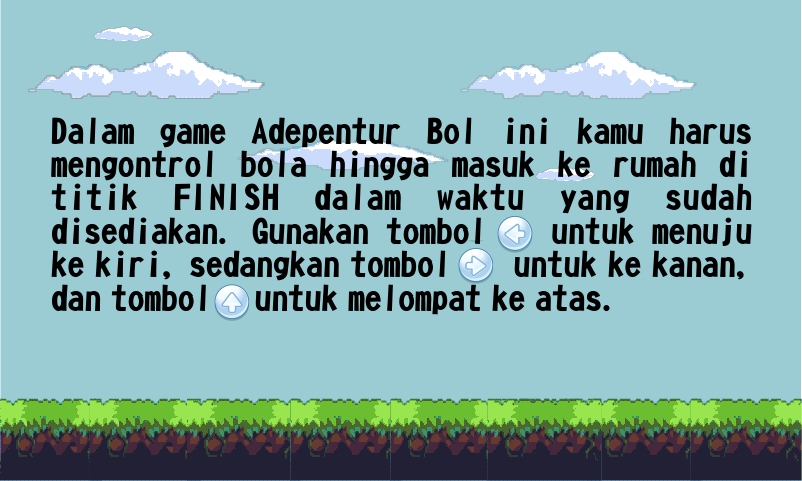 Dalam game Adepentur Bol ini kamu harus
mengontrol bola hingga masuk ke rumah di
titik FINISH dalam waktu yang sudah
disediakan. Gunakan tombol untuk menuju
ke kiri, sedangkan tombol untuk ke kanan,
dan tombol untuk melompat ke atas.